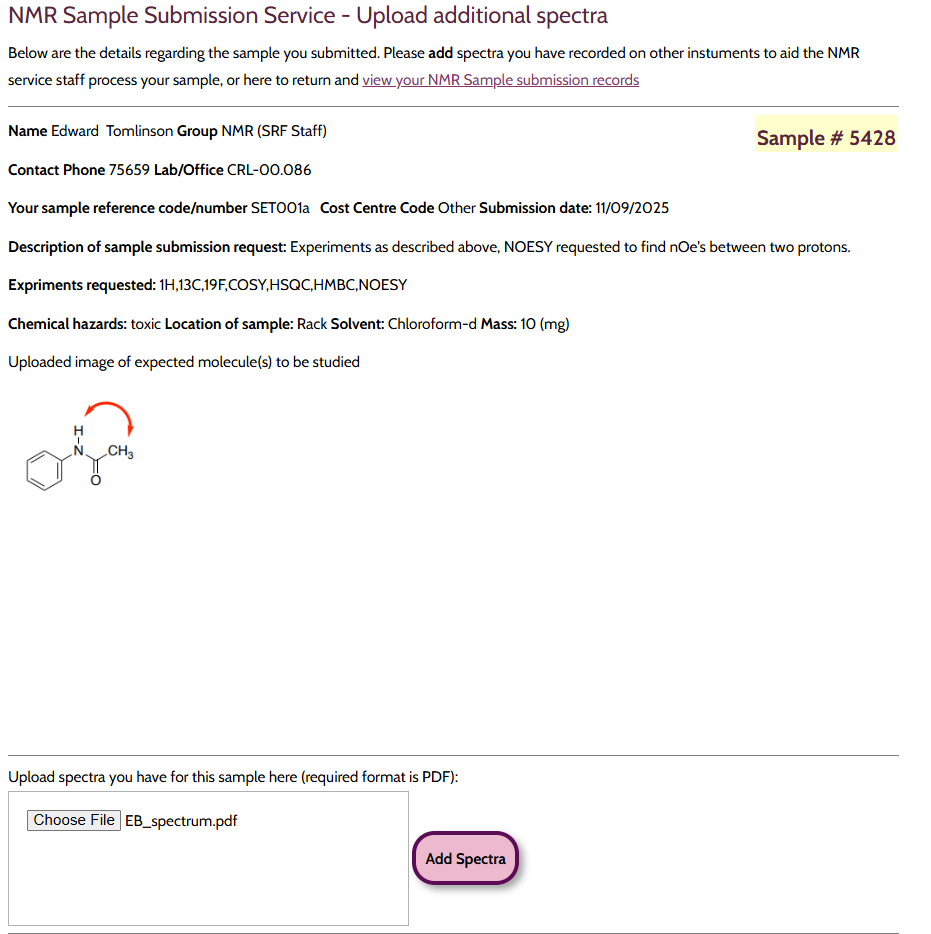 NMR Sample Submission Service - Upload additional spectra
Below are the details regarding the sample you submitted. Please add spectra you have recorded on other instuments to aid the NMR
service staff process your sample, or here to return and view your NMR Sample submission records
Name Edward Tomlinson Group NMR (SRF Staff)
Sample # 5428
Contact Phone 75659 Lab/Office CRL-00.086
Your sample reference code/number SET001a Cost Centre Code Other Submission date: 11/09/2025
Description of sample submission request: Experiments as described above, NOESY requested to find nOe's between two protons.
Expriments requested: 1H,13C,19F,COSY,HSQC,HMBC,NOESY
Chemical hazards: toxic Location of sample: Rack Solvent: Chloroform-d Mass: 10 (mg)
Uploaded image of expected molecule(s) to be studied
H
N CH₃
O
Upload spectra you have for this sample here (required format is PDF):
Choose File EB_spectrum.pdf
Add Spectra